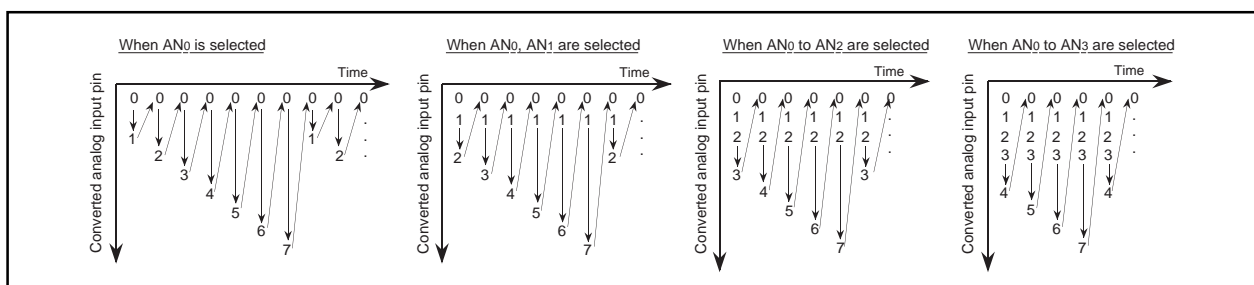 When AN0 is selected
Time
Converted analog input pin
0 0 0 0 0 0 0 0 0 0
.
1 1 .
2 2 .
3
4
5
6
7
When AN0, AN1 are selected
Time
Converted analog input pin
0 0 0 0 0 0 0 0
1 1 1 1 1 1 1 .
.
2 2 .
3
4
5
6
7
When AN0 to AN2 are selected
Time
Converted analog input pin
0 0 0 0 0 0 0
1 1 1 1 1 1 .
2 2 2 2 2 2 .
.
3 3
4
5
6
7
When AN0 to AN3 are selected
Time
Converted analog input pin
0 0 0 0 0 0
1 1 1 1 1 .
2 2 2 2 2 .
3 3 3 3 3 .
4 4
5
6
7